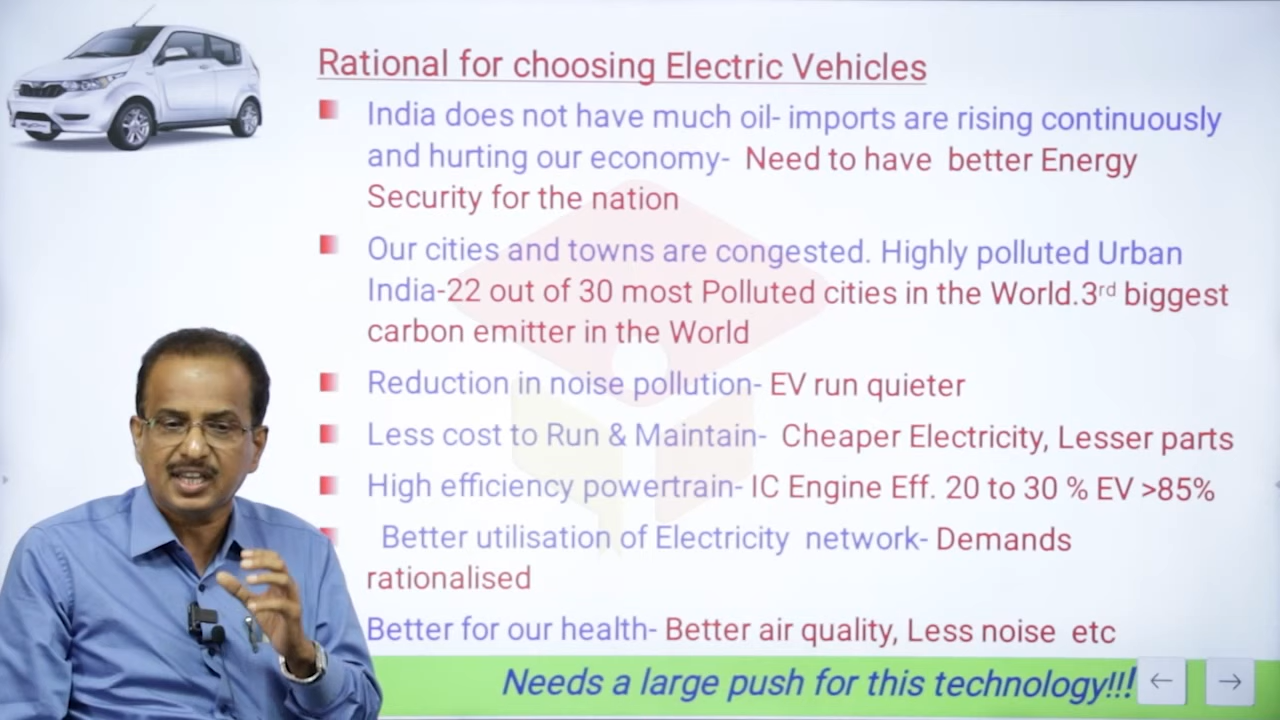 Rational for choosing Electric Vehicles
India does not have much oil- imports are rising continuously
and hurting our economy- Need to have better Energy
Security for the nation
Our cities and towns are congested. Highly polluted Urban
India-22 out of 30 most Polluted cities in the World.3rd biggest
carbon emitter in the World
Reduction in noise pollution- EV run quieter
Less cost to Run & Maintain- Cheaper Electricity, Lesser parts
High efficiency powertrain- IC Engine Eff. 20 to 30 % EV >85%
Better utilisation of Electricity network- Demands
rationalised
Better for our health- Better air quality, Less noise etc
Needs a large push for this technology!!!